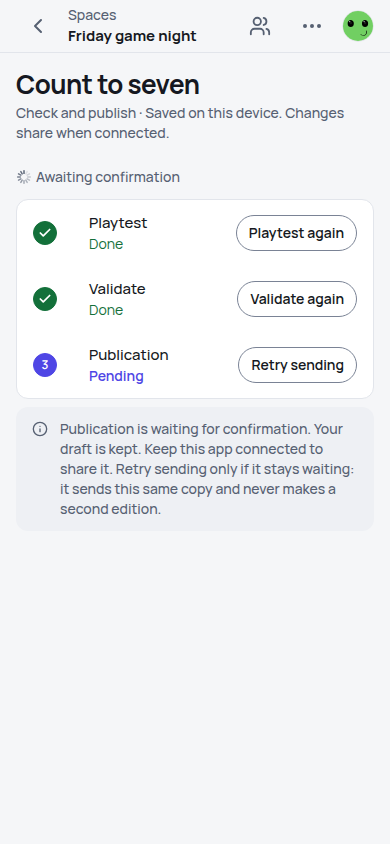 Spaces
Friday game night
Count to seven
Check and publish · Saved on this device. Changes
share when connected.
Awaiting confirmation
Playtest
Done
Playtest again
Validate
Done
Validate again
3
Publication
Pending
Retry sending
Publication is waiting for confirmation. Your
draft is kept. Keep this app connected to
share it. Retry sending only if it stays waiting:
it sends this same copy and never makes a
second edition.